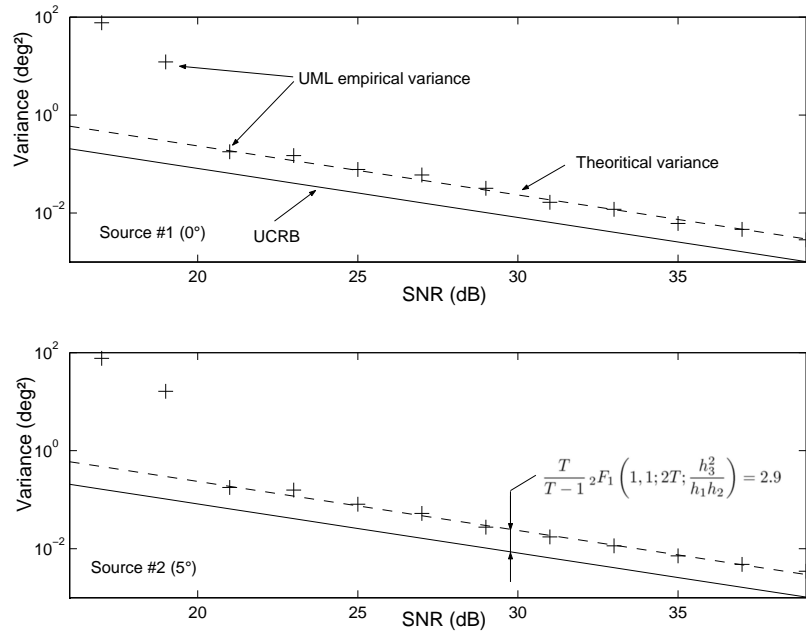 10²
10⁰
10⁻²
Variance (deg²)
UML empirical variance
Theoritical variance
UCRB
Source #1 (0°)
20 25 30 35
SNR (dB)
10²
10⁰
10⁻²
Variance (deg²)
T/(T − 1) ₂F₁ (1, 1; 2T; h₃²/(h₁h₂)) = 2.9
Source #2 (5°)
20 25 30 35
SNR (dB)